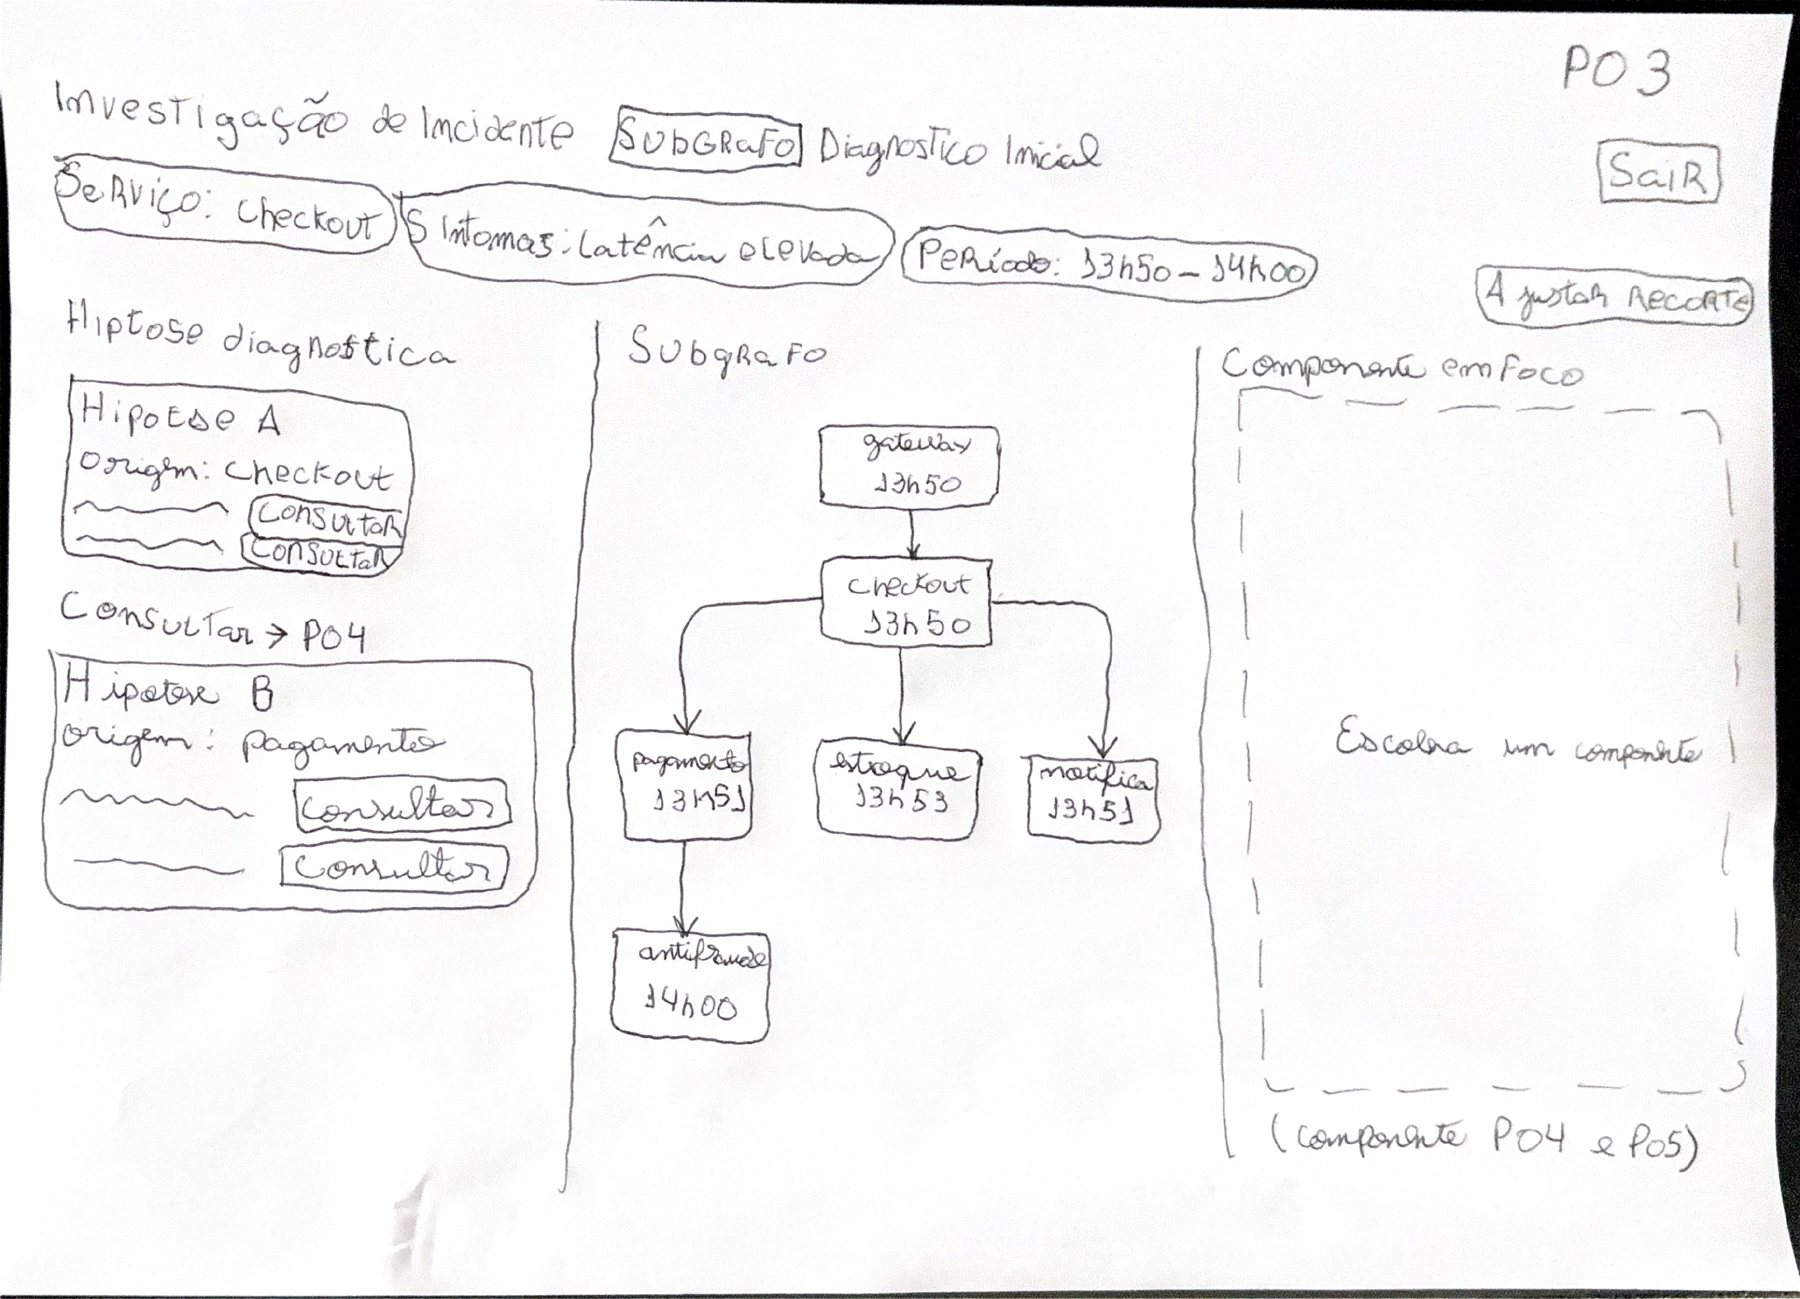 PO3
Investigação de Incidente SUbGRaFO Diagnostico Inicial
SaiR
SeRviço: checkout
SIntomas: Latência elevada
PeRíodo: 13h50 - 14h00
AjustaR RECORTE
Hiptose diagnostica
HipotEse A
origem: checkout
CONSULtaR
CONSULtaR
Consultar → PO4
Hipotese B
origem: pagamento
Consultar
Consultar
SUbgRaFO
gateway
13h50
checkout
13h50
pagamento
13h51
estoque
13h53
notifica
13h51
antifraude
14h00
Componente em Foco
Escolha um componente
(componente PO4 e PO5)